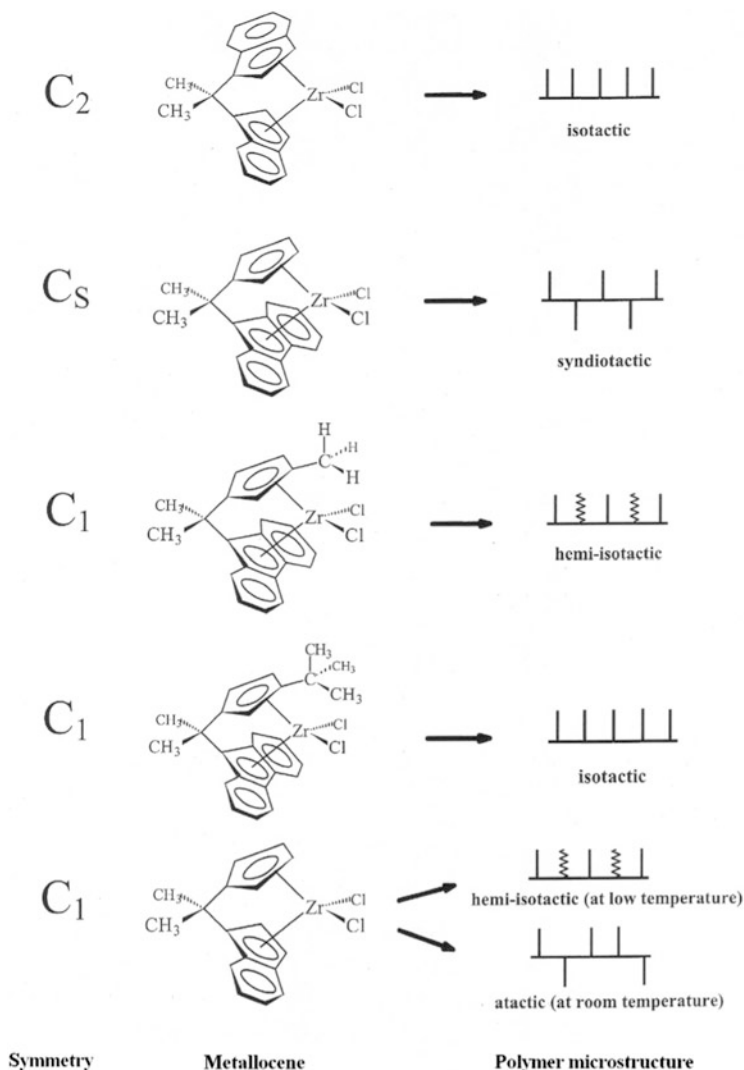 C2
CH3
CH3
Zr
Cl
Cl
isotactic
CS
CH3
CH3
Zr
Cl
Cl
syndiotactic
C1
H
H
C
H
CH3
CH3
Zr
Cl
Cl
hemi-isotactic
C1
CH3
CH3
C
CH3
CH3
CH3
Zr
Cl
Cl
isotactic
C1
CH3
CH3
Zr
Cl
Cl
hemi-isotactic (at low temperature)
atactic (at room temperature)
Symmetry Metallocene Polymer microstructure